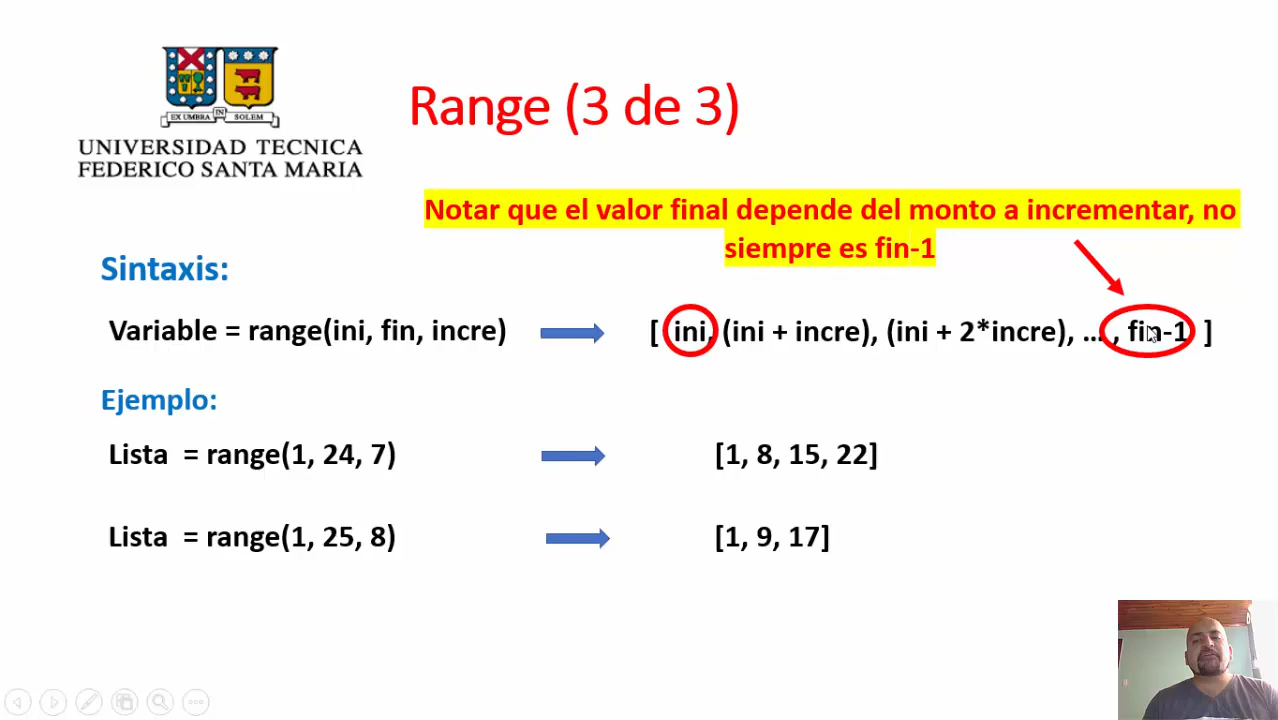 EX UMBRA IN SOLEM
UNIVERSIDAD TECNICA
FEDERICO SANTA MARIA
Range (3 de 3)
Notar que el valor final depende del monto a incrementar, no
siempre es fin-1
Sintaxis:
Variable = range(ini, fin, incre)
[ ini, (ini + incre), (ini + 2*incre), ... , fin-1 ]
Ejemplo:
Lista = range(1, 24, 7)
[1, 8, 15, 22]
Lista = range(1, 25, 8)
[1, 9, 17]